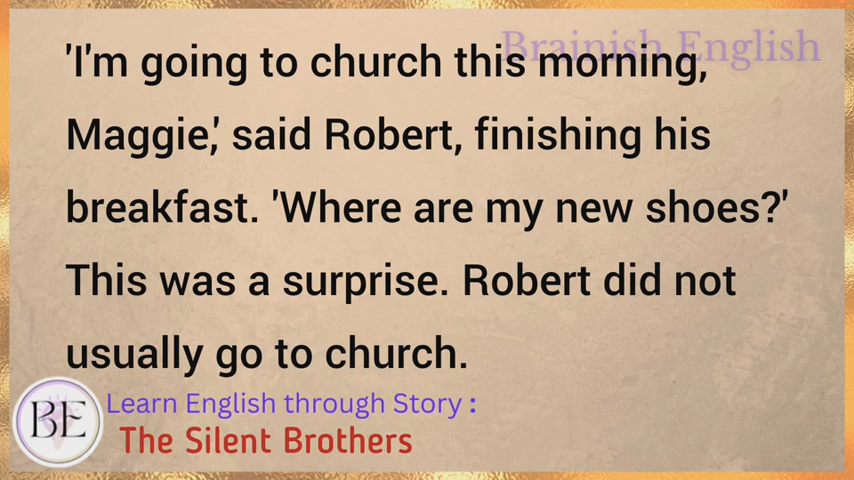 Brainish English
'I'm going to church this morning,
Maggie,' said Robert, finishing his
breakfast. 'Where are my new shoes?'
This was a surprise. Robert did not
usually go to church.
BE
Learn English through Story :
The Silent Brothers